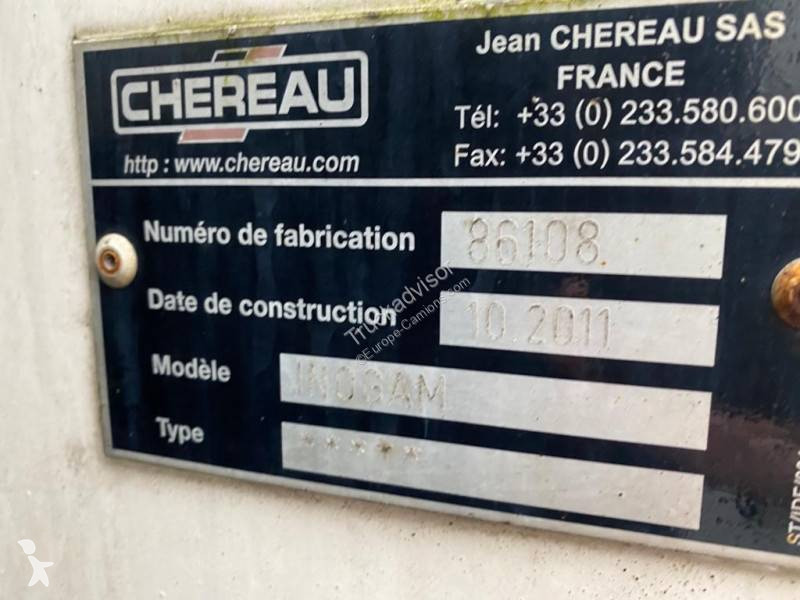 CHEREAU
http : www.chereau.com
Jean CHEREAU SAS
FRANCE
Tél: +33 (0) 233.580.600
Fax: +33 (0) 233.584.479
Numéro de fabrication 86108
Date de construction 10.2011
Modèle
Type *****
Truckadvisor
©Europe-Camions.com